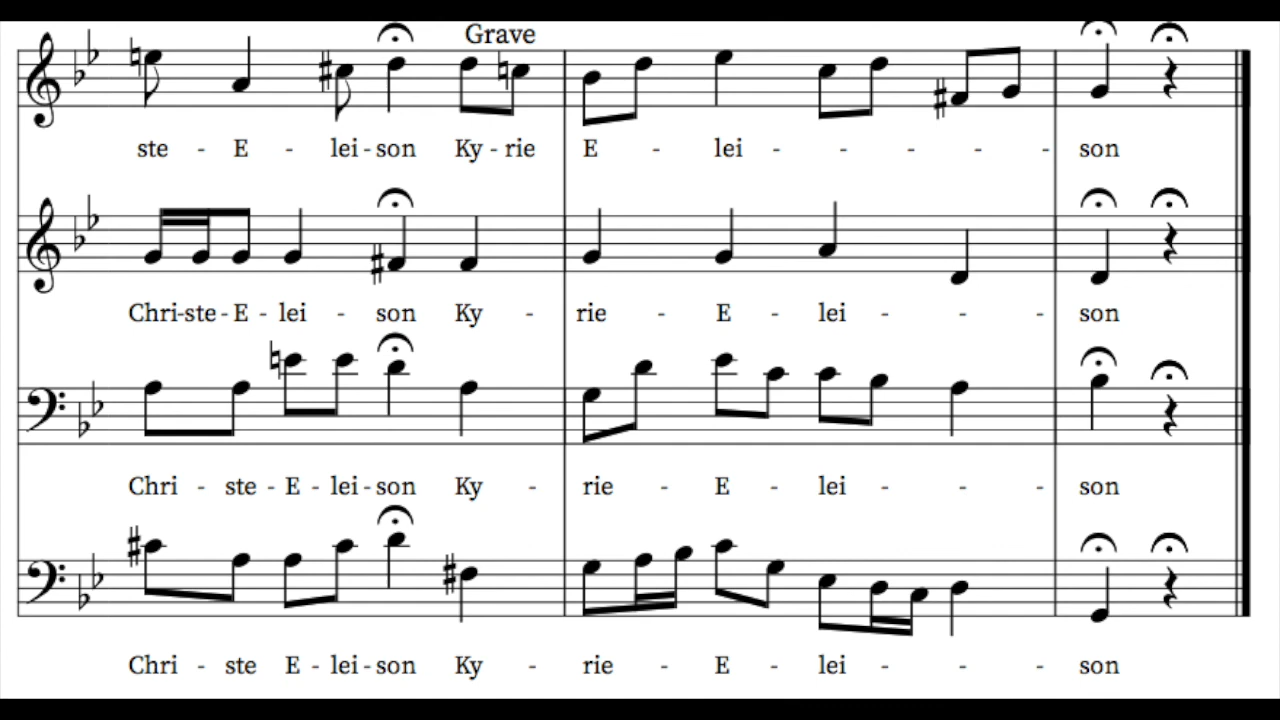 Grave
ste - E - lei - son Ky - rie E - lei - - - - - son
Chri - ste - E - lei - son Ky - rie - E - lei - - - son
Chri - ste - E - lei - son Ky - rie - E - lei - - - son
Chri - ste E - lei - son Ky - rie - E - lei - - - son